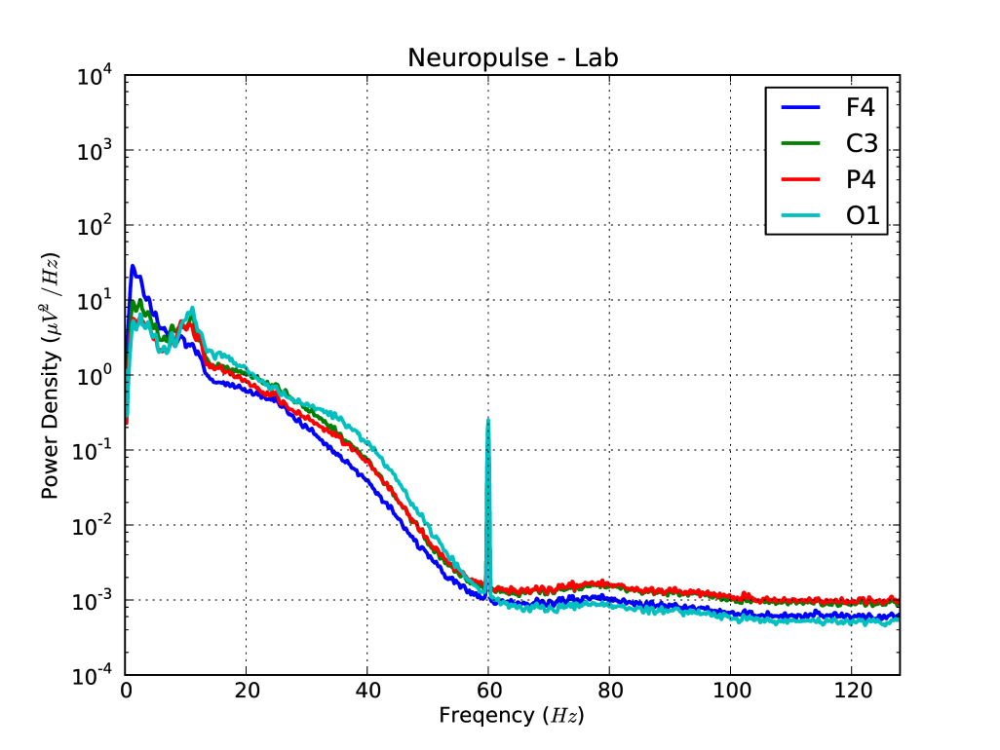 Neuropulse - Lab
10^4
10^3
10^2
10^1
10^0
10^-1
10^-2
10^-3
10^-4
Power Density (μV²/Hz)
F4
C3
P4
O1
0 20 40 60 80 100 120
Freqency (Hz)